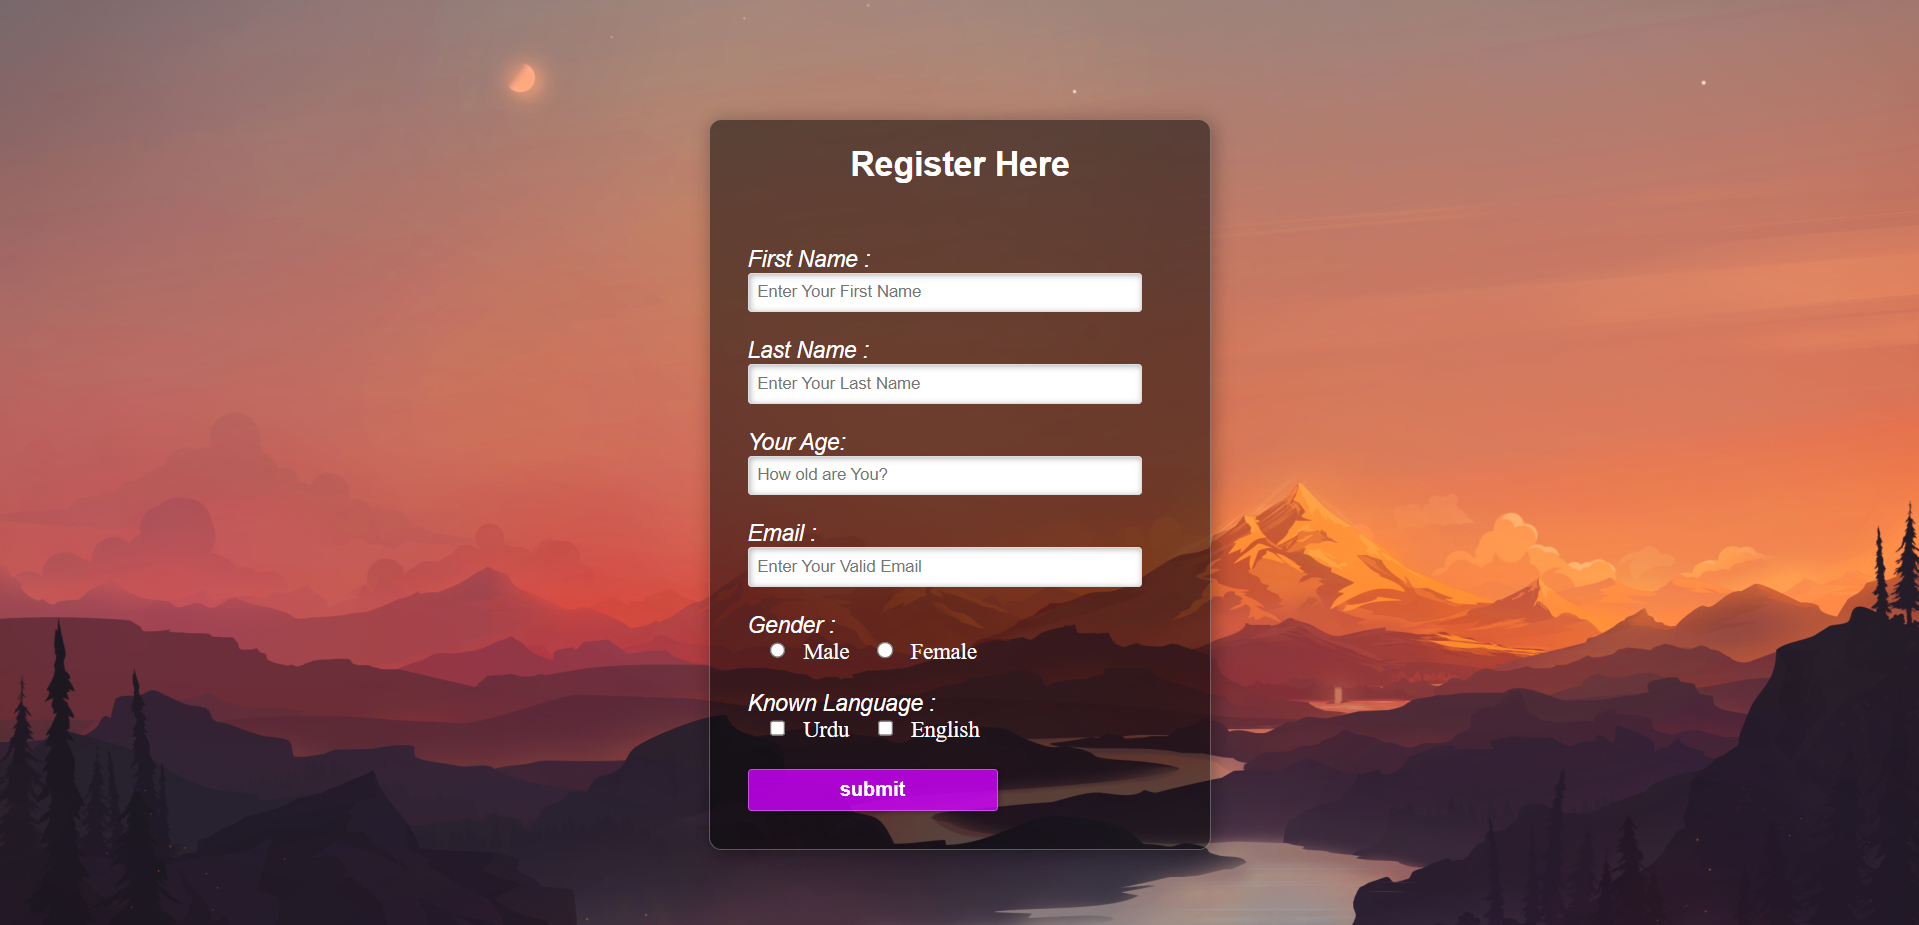 Register Here
First Name :
Enter Your First Name
Last Name :
Enter Your Last Name
Your Age:
How old are You?
Email :
Enter Your Valid Email
Gender :
Male Female
Known Language :
Urdu English
submit